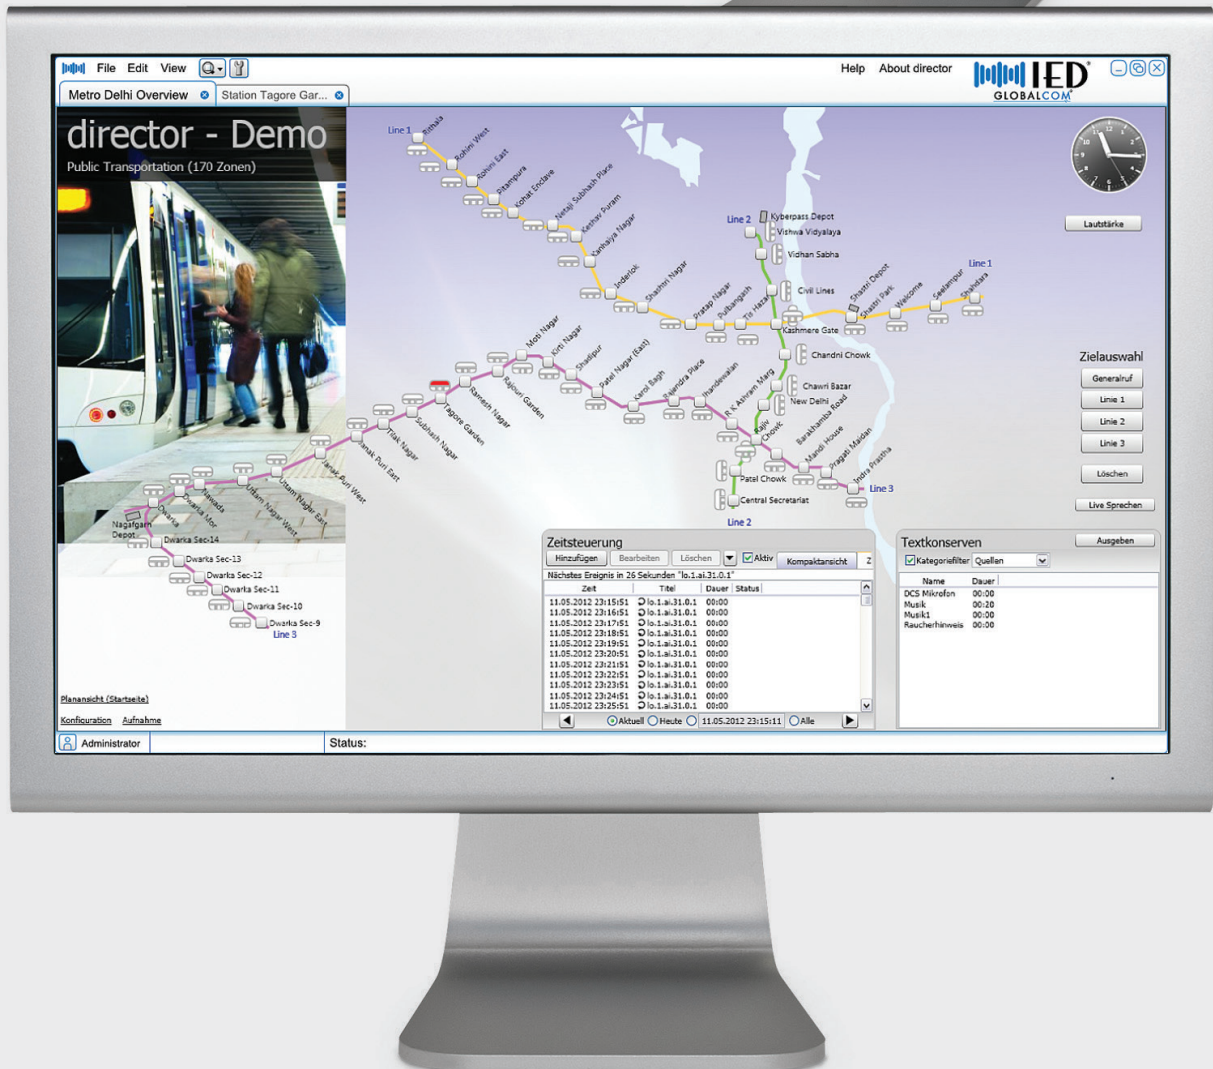 File Edit View
Help About director
IED®
GLOBALCOM®
Metro Delhi Overview
Station Tagore Gar...
director - Demo
Public Transportation (170 Zonen)
Line 1
Rithala
Rohini West
Rohini East
Pitampura
Kohat Enclave
Netaji Subhash Place
Keshav Puram
Kanhaiya Nagar
Inderlok
Shashtri Nagar
Pratap Nagar
Pulbangash
Tis Hazari
Kashmere Gate
Shastri Depot
Shastri Park
Welcome
Seelampur
Shahdara
Line 1
Line 2
Kyberpass Depot
Vishwa Vidyalaya
Vidhan Sabha
Civil Lines
Chandni Chowk
Chawri Bazar
New Delhi
Rajiv
Chowk
Patel Chowk
Central Secretariat
Line 2
Moti Nagar
Kirti Nagar
Shadipur
Patel Nagar (East)
Karol Bagh
Rajendra Place
Jhandewalan
R K Ashram Marg
Barakhamba Road
Mandi House
Pragati Maidan
Indra Prastha
Line 3
Rajouri Garden
Ramesh Nagar
Tagore Garden
Subhash Nagar
Tilak Nagar
Janak Puri East
Janak Puri West
Uttam Nagar East
Uttam Nagar West
Nawada
Dwarka Mor
Dwarka
Nagafgarh
Depot
Dwarka Sec-14
Dwarka Sec-13
Dwarka Sec-12
Dwarka Sec-11
Dwarka Sec-10
Dwarka Sec-9
Line 3
12
1
2
3
4
5
6
7
8
9
10
11
Lautstärke
Zielauswahl
Generalruf
Linie 1
Linie 2
Linie 3
Löschen
Live Sprechen
Zeitsteuerung
Hinzufügen Bearbeiten Löschen Aktiv Kompaktansicht Z
Nächstes Ereignis in 26 Sekunden "lo.1.ai.31.0.1"
Zeit Titel Dauer Status
11.05.2012 23:15:51 lo.1.ai.31.0.1 00:00
11.05.2012 23:16:51 lo.1.ai.31.0.1 00:00
11.05.2012 23:17:51 lo.1.ai.31.0.1 00:00
11.05.2012 23:18:51 lo.1.ai.31.0.1 00:00
11.05.2012 23:19:51 lo.1.ai.31.0.1 00:00
11.05.2012 23:20:51 lo.1.ai.31.0.1 00:00
11.05.2012 23:21:51 lo.1.ai.31.0.1 00:00
11.05.2012 23:22:51 lo.1.ai.31.0.1 00:00
11.05.2012 23:23:51 lo.1.ai.31.0.1 00:00
11.05.2012 23:24:51 lo.1.ai.31.0.1 00:00
11.05.2012 23:25:51 lo.1.ai.31.0.1 00:00
Aktuell Heute 11.05.2012 23:15:11 Alle
Textkonserven
Ausgeben
Kategoriefilter Quellen
Name Dauer
DCS Mikrofon 00:00
Musik 00:20
Musik1 00:00
Raucherhinweis 00:00
Planansicht (Startseite)
Konfiguration Aufnahme
Administrator
Status: